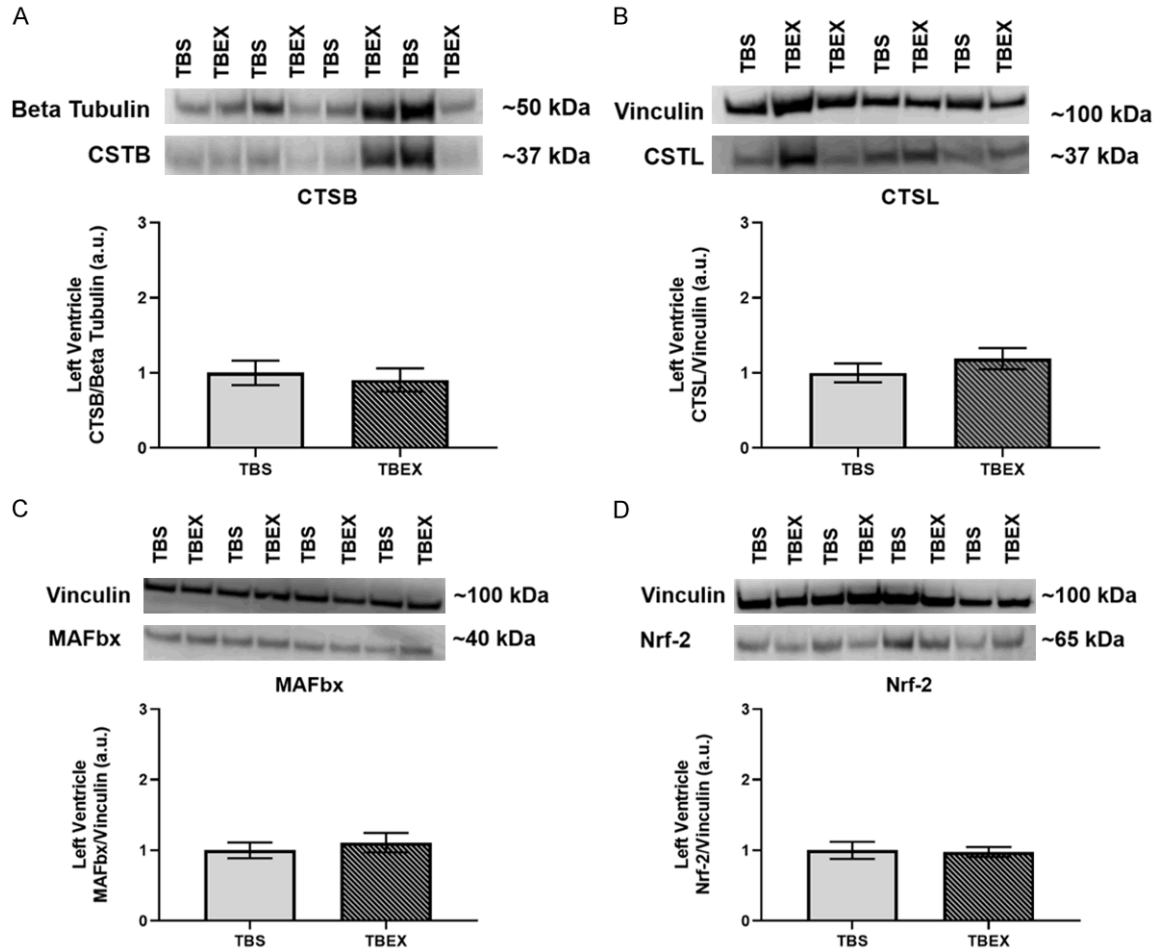 A
TBS TBEX TBS TBEX TBS TBEX TBS TBEX
Beta Tubulin ~50 kDa
CSTB ~37 kDa
CTSB
Left Ventricle
CTSB/Beta Tubulin (a.u.)
3
2
1
0
TBS TBEX
B
TBS TBEX TBEX TBS TBEX TBS TBEX
Vinculin ~100 kDa
CSTL ~37 kDa
CTSL
Left Ventricle
CTSL/Vinculin (a.u.)
3
2
1
0
TBS TBEX
C
TBS TBEX TBS TBEX TBS TBEX TBS TBEX
Vinculin ~100 kDa
MAFbx ~40 kDa
MAFbx
Left Ventricle
MAFbx/Vinculin (a.u.)
3
2
1
0
TBS TBEX
D
TBS TBEX TBS TBEX TBS TBEX TBS TBEX
Vinculin ~100 kDa
Nrf-2 ~65 kDa
Nrf-2
Left Ventricle
Nrf-2/Vinculin (a.u.)
3
2
1
0
TBS TBEX